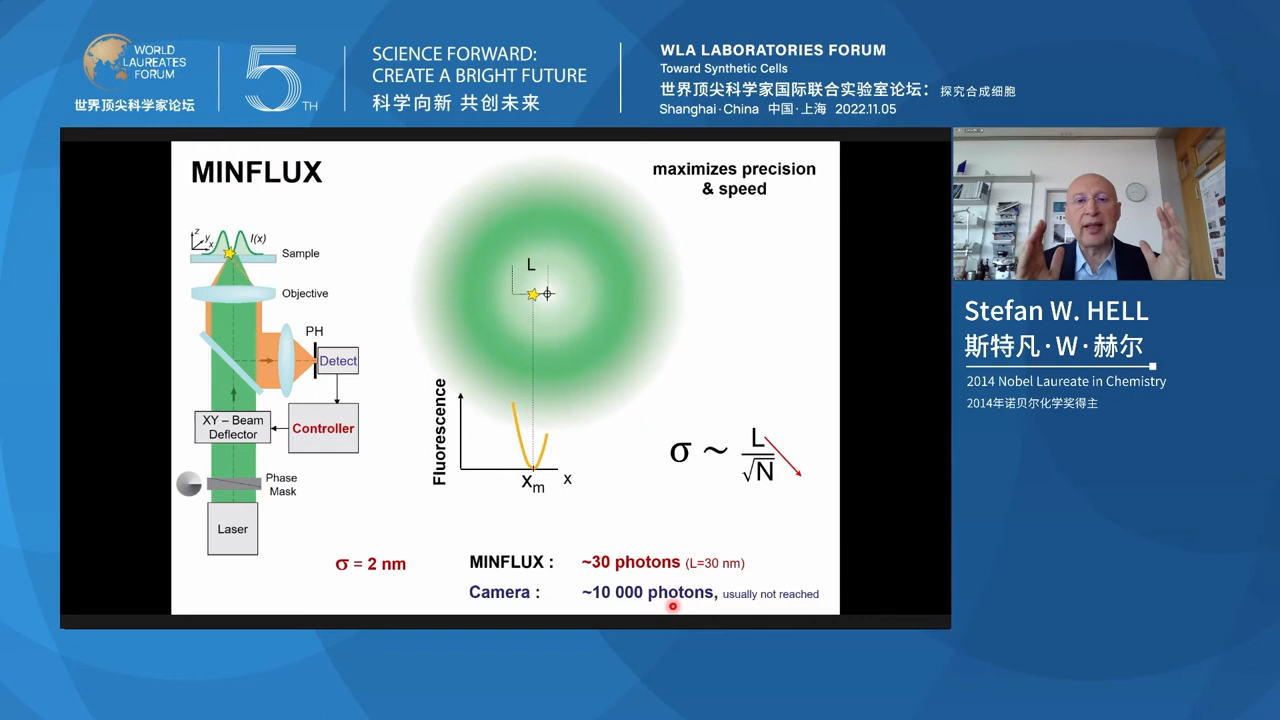 WORLD
LAUREATES
FORUM
世界顶尖科学家论坛
5TH
SCIENCE FORWARD:
CREATE A BRIGHT FUTURE
科学向新 共创未来
WLA LABORATORIES FORUM
Toward Synthetic Cells
世界顶尖科学家国际联合实验室论坛：探究合成细胞
Shanghai·China 中国·上海 2022.11.05
MINFLUX
maximizes precision
& speed
z
y
x
I(x)
Sample
Objective
PH
Detect
XY – Beam
Deflector
Controller
Phase
Mask
Laser
L
Fluorescence
Xm
x
σ ~ L/√N
σ = 2 nm
MINFLUX : ~30 photons (L=30 nm)
Camera : ~10 000 photons, usually not reached
Stefan W. HELL
斯特凡·W·赫尔
2014 Nobel Laureate in Chemistry
2014年诺贝尔化学奖得主